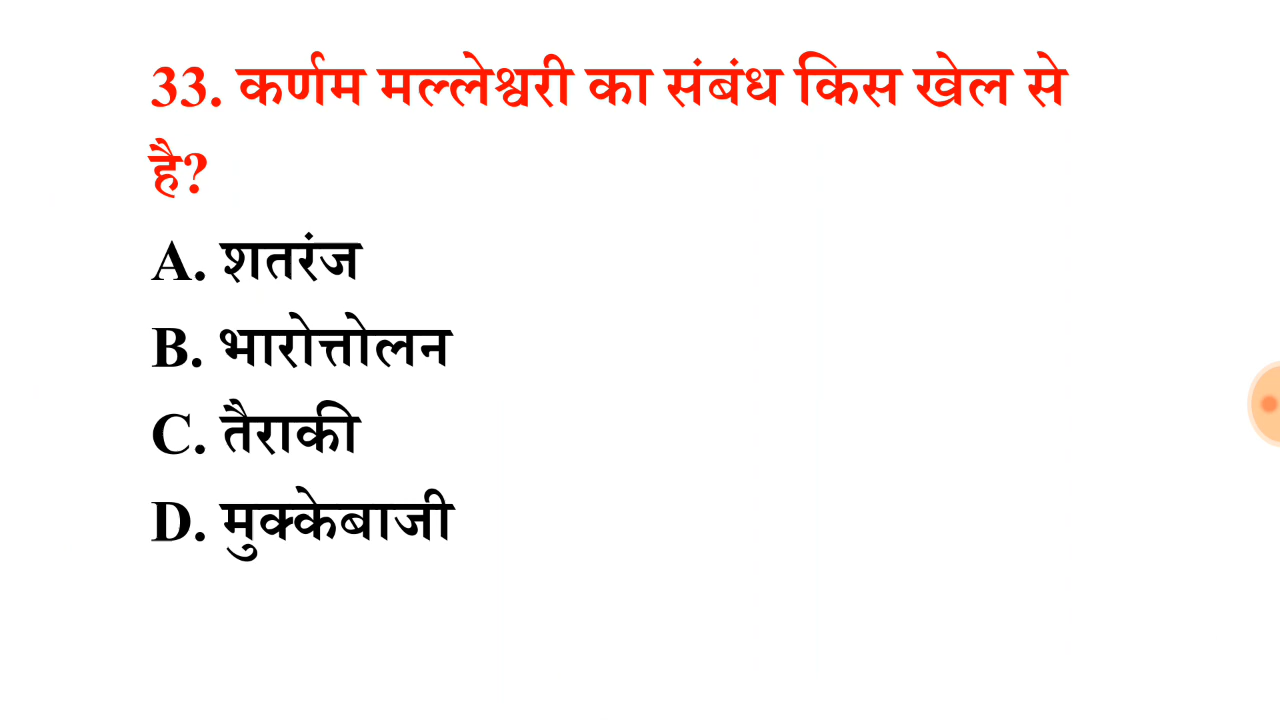 33. कर्णम मल्लेश्वरी का संबंध किस खेल से
है?
A. शतरंज
B. भारोत्तोलन
C. तैराकी
D. मुक्केबाजी